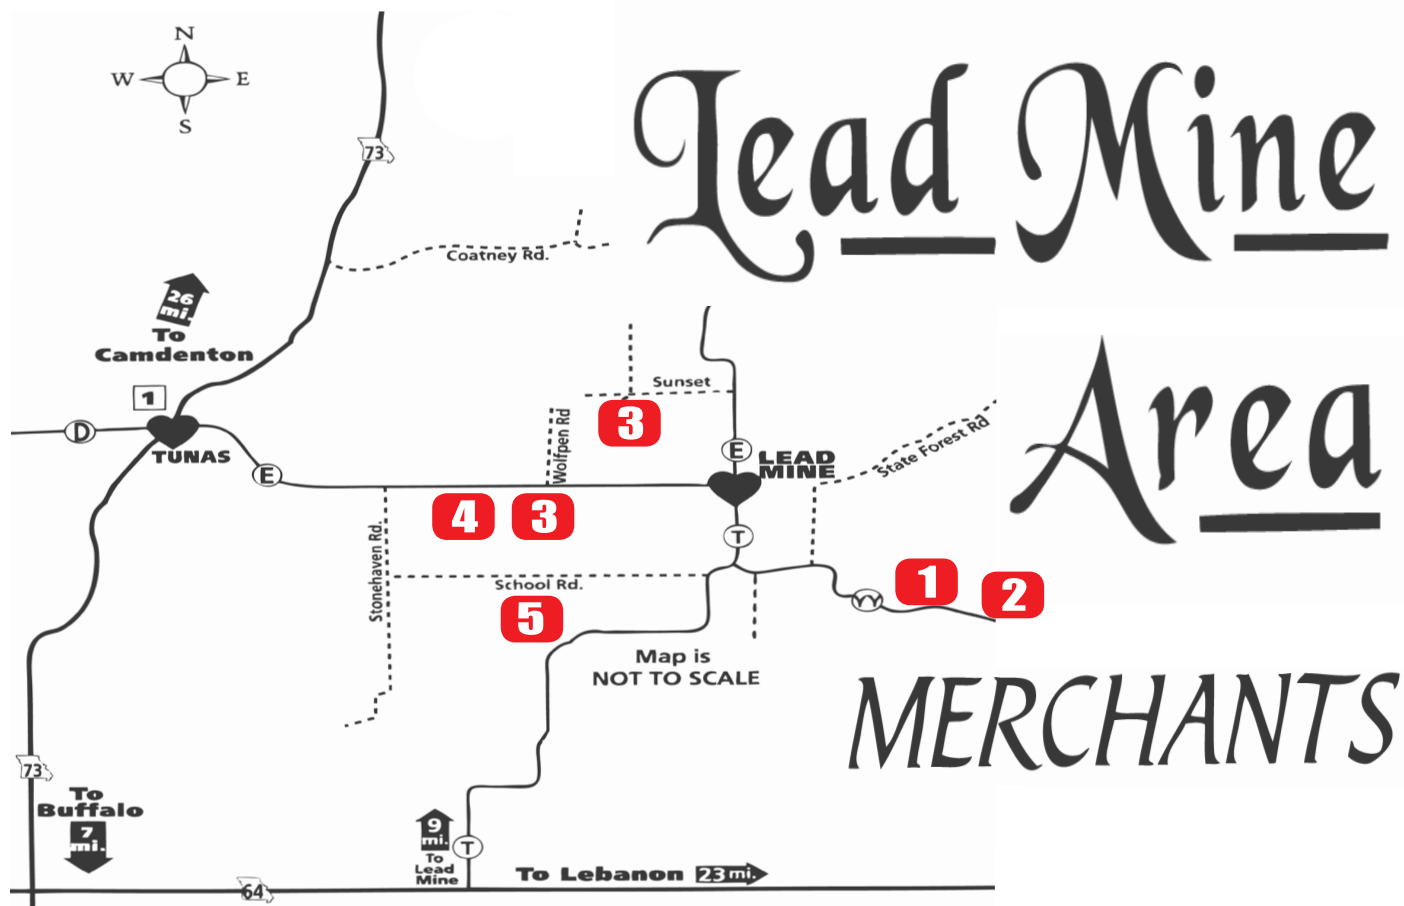 Lead Mine
Area
MERCHANTS
N
W E
S
73
Coatney Rd.
26
mi.
To
Camdenton
1
D
TUNAS
E
Sunset
3
Wolfpen Rd
E
LEAD
MINE
State Forest Rd
4
3
T
Stonehaven Rd.
School Rd.
5
YY
1
2
Map is
NOT TO SCALE
73
To
Buffalo
7
mi.
9
mi.
To
Lead
Mine
T
To Lebanon 23 mi.
64